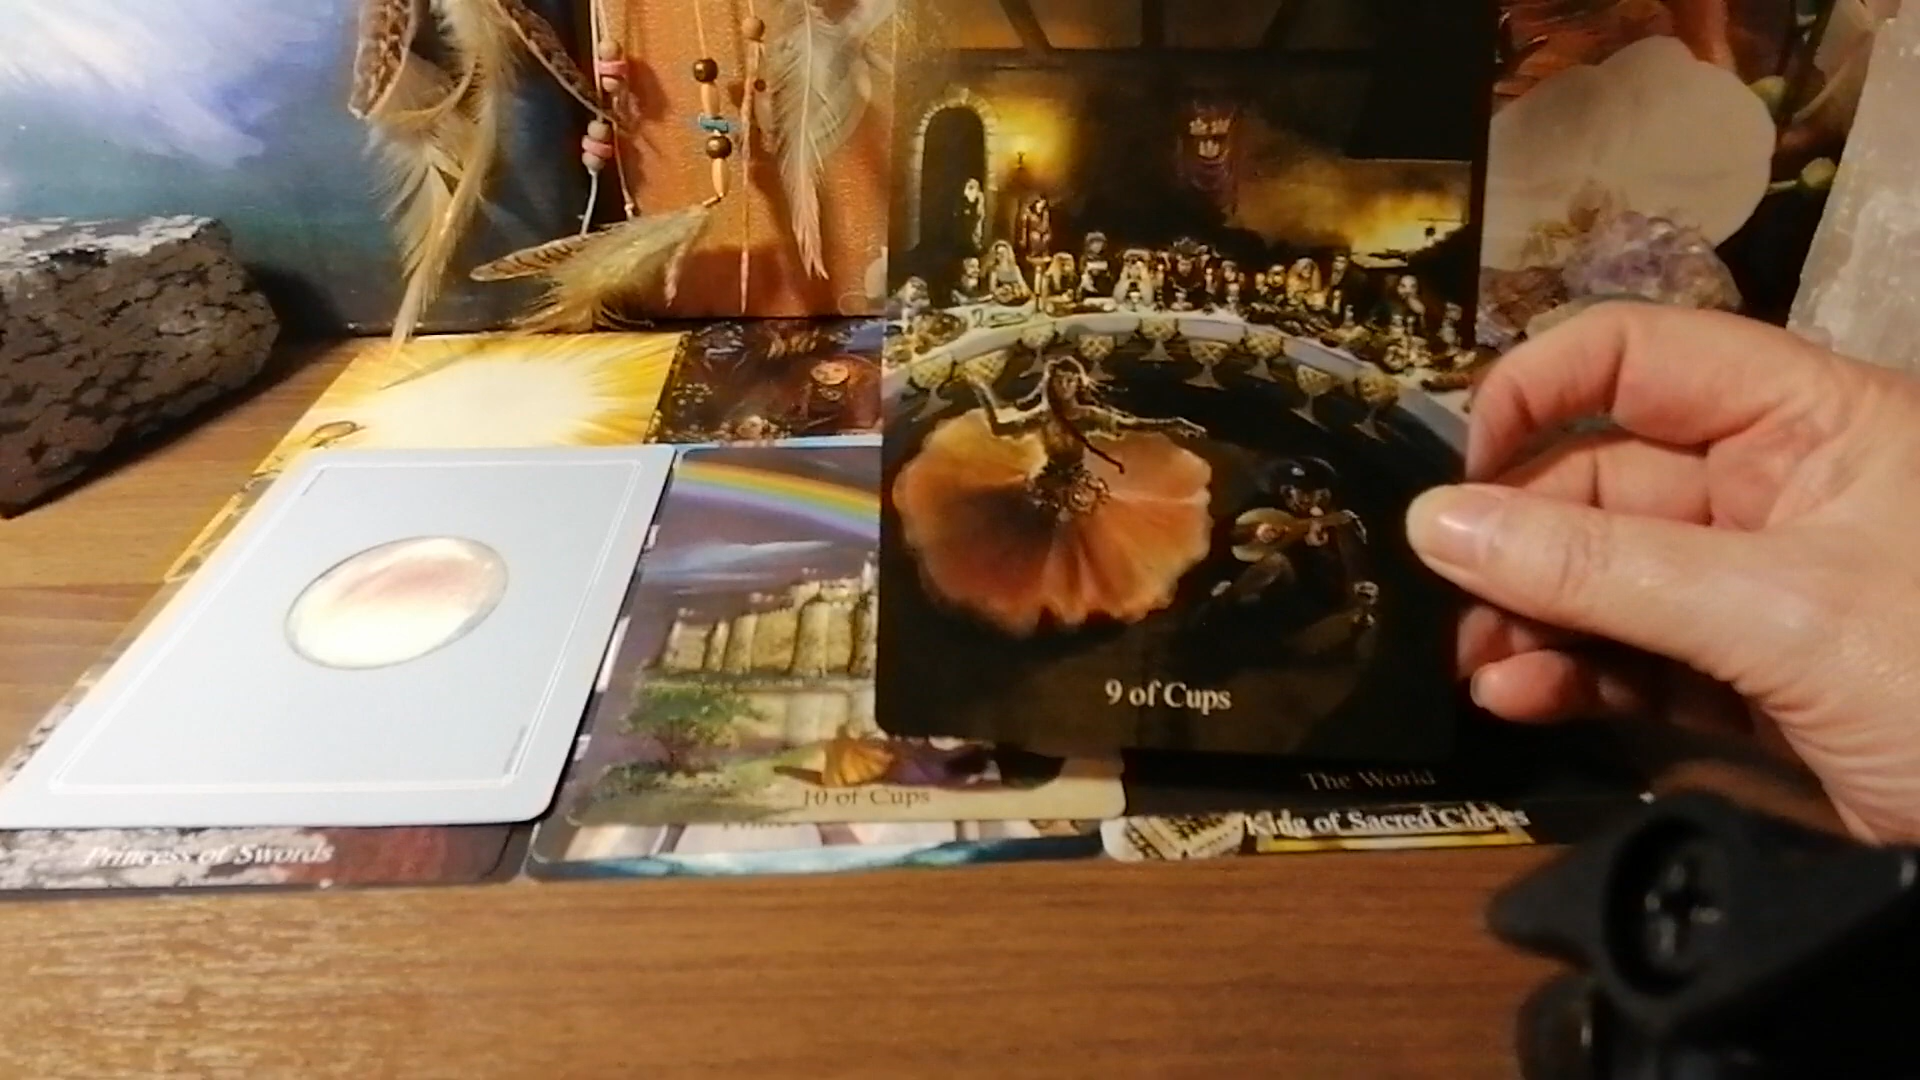 9 of Cups
The World
10 of Cups
King of Sacred Circles
Princess of Swords